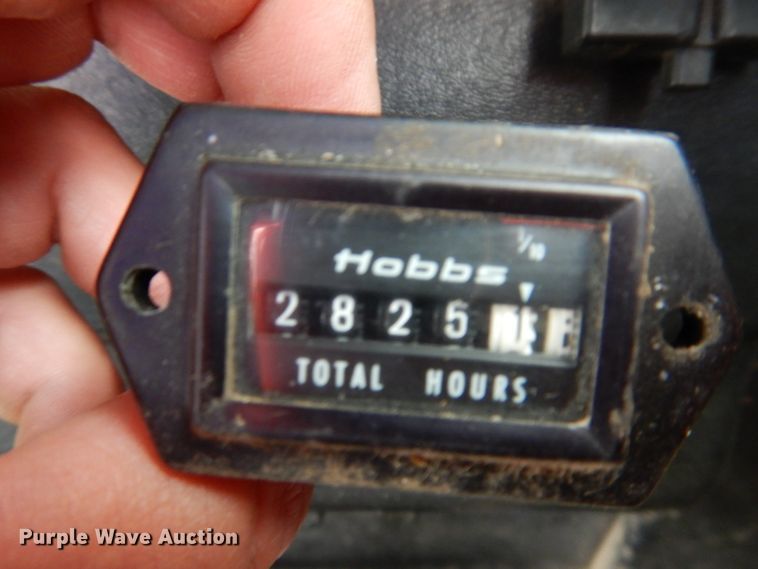 1/10
Hobbs
2825
TOTAL HOURS
Purple Wave Auction